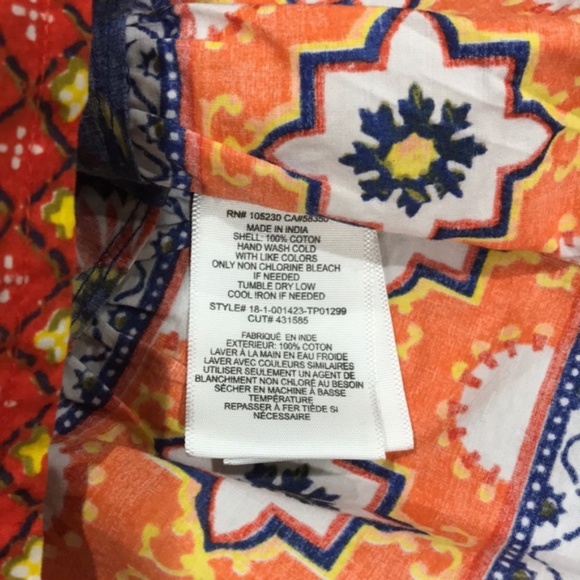 RN# 105230 CA#58350
MADE IN INDIA
SHELL: 100% COTTON
HAND WASH COLD
WITH LIKE COLORS
ONLY NON CHLORINE BLEACH
IF NEEDED
TUMBLE DRY LOW
COOL IRON IF NEEDED
STYLE# 18-1-001423-TP01299
CUT# 431585
FABRIQUÉ EN INDE
EXTERIEUR: 100% COTTON
LAVER À LA MAIN EN EAU FROIDE
LAVER AVEC COULEURS SIMILAIRES
UTILISER SEULEMENT UN AGENT DE
BLANCHIMENT NON CHLORÉ AU BESOIN
SÉCHER EN MACHINE À BASSE
TEMPÉRATURE
REPASSER À FER TIÈDE SI
NÉCESSAIRE